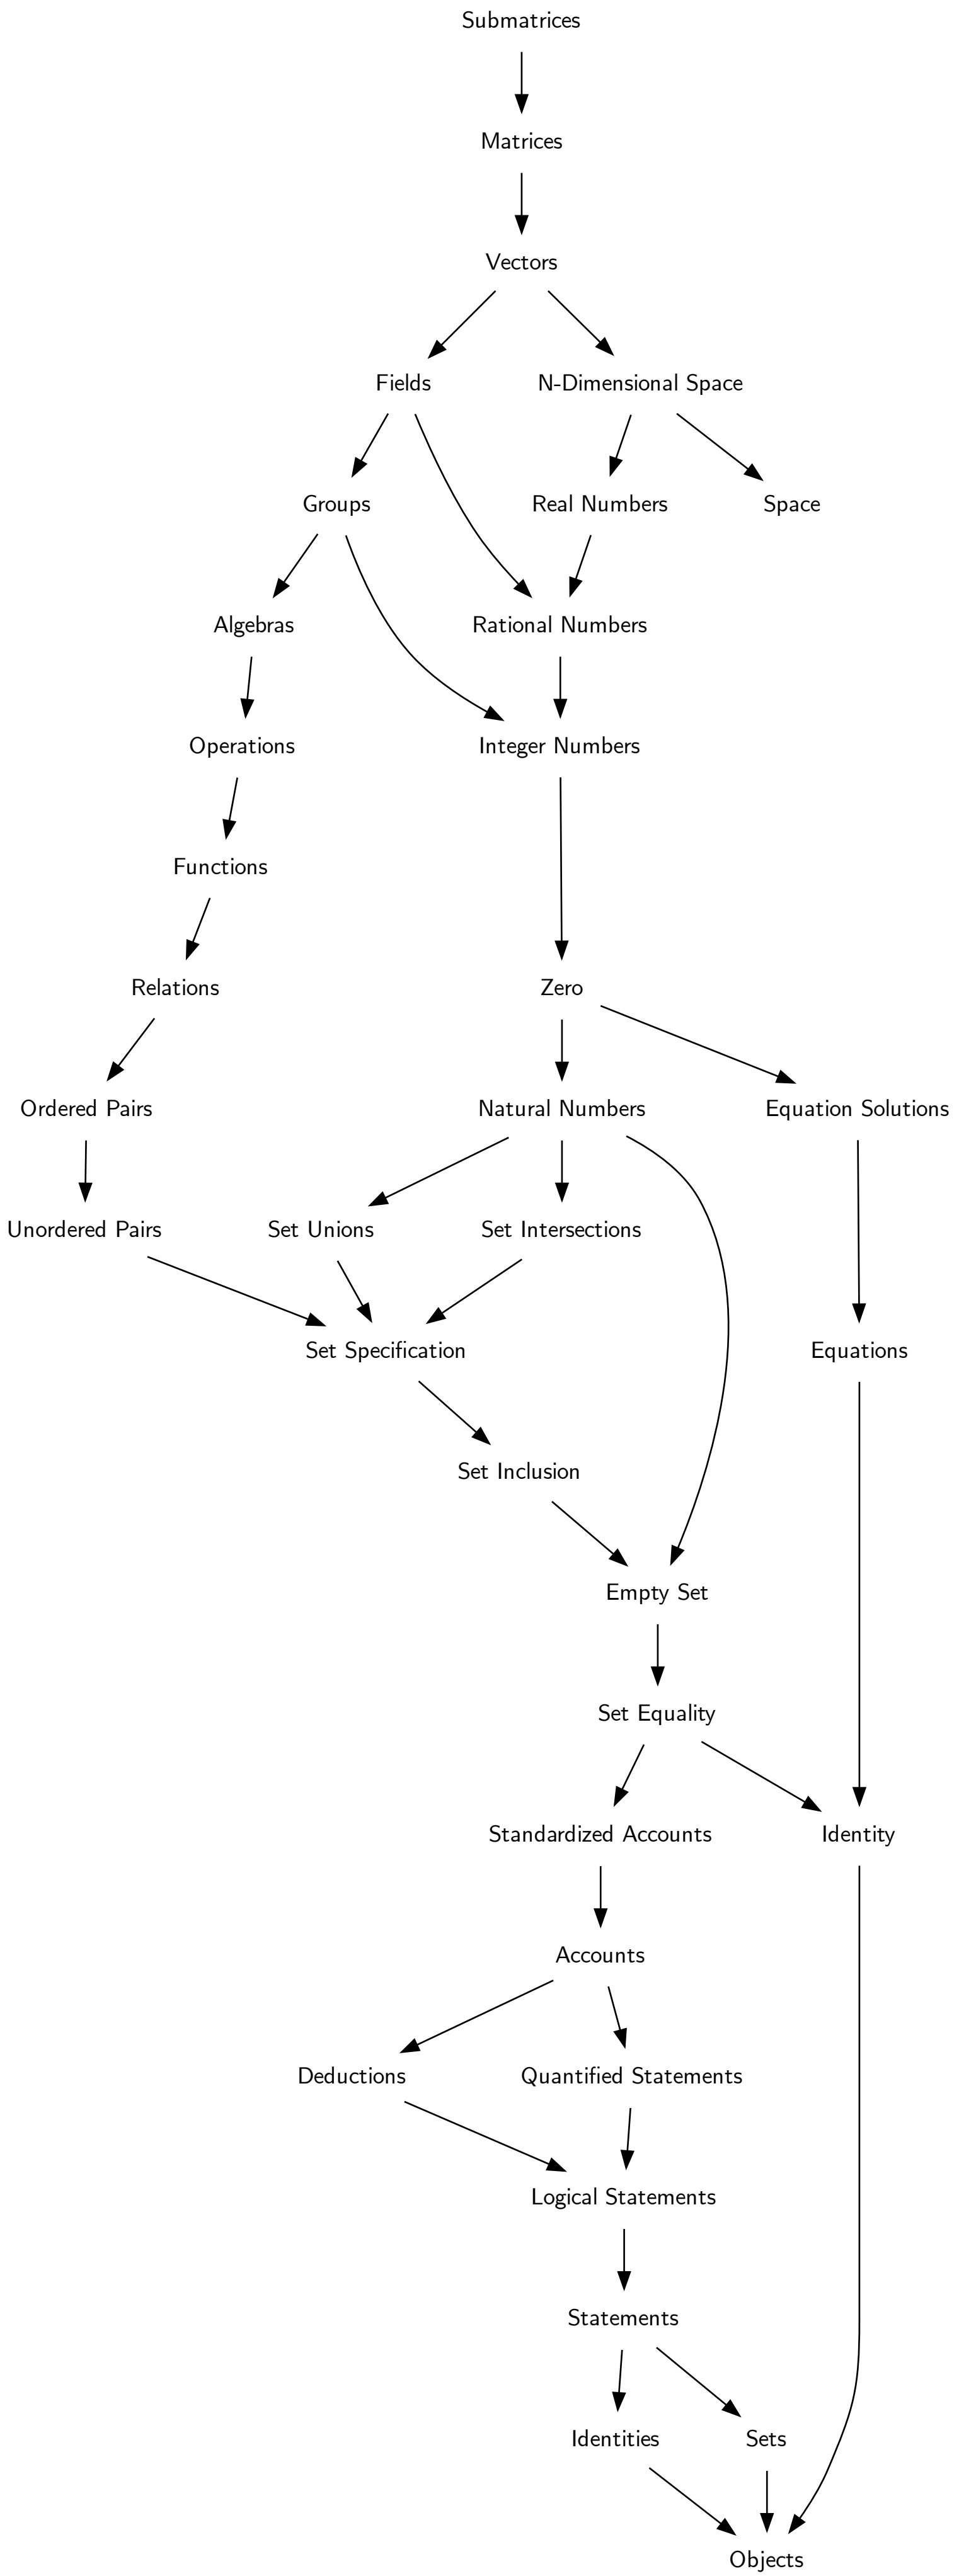 Submatrices
Matrices
Vectors
Fields
N-Dimensional Space
Groups
Real Numbers
Space
Algebras
Rational Numbers
Operations
Integer Numbers
Functions
Relations
Zero
Ordered Pairs
Natural Numbers
Equation Solutions
Unordered Pairs
Set Unions
Set Intersections
Set Specification
Equations
Set Inclusion
Empty Set
Set Equality
Standardized Accounts
Identity
Accounts
Deductions
Quantified Statements
Logical Statements
Statements
Identities
Sets
Objects